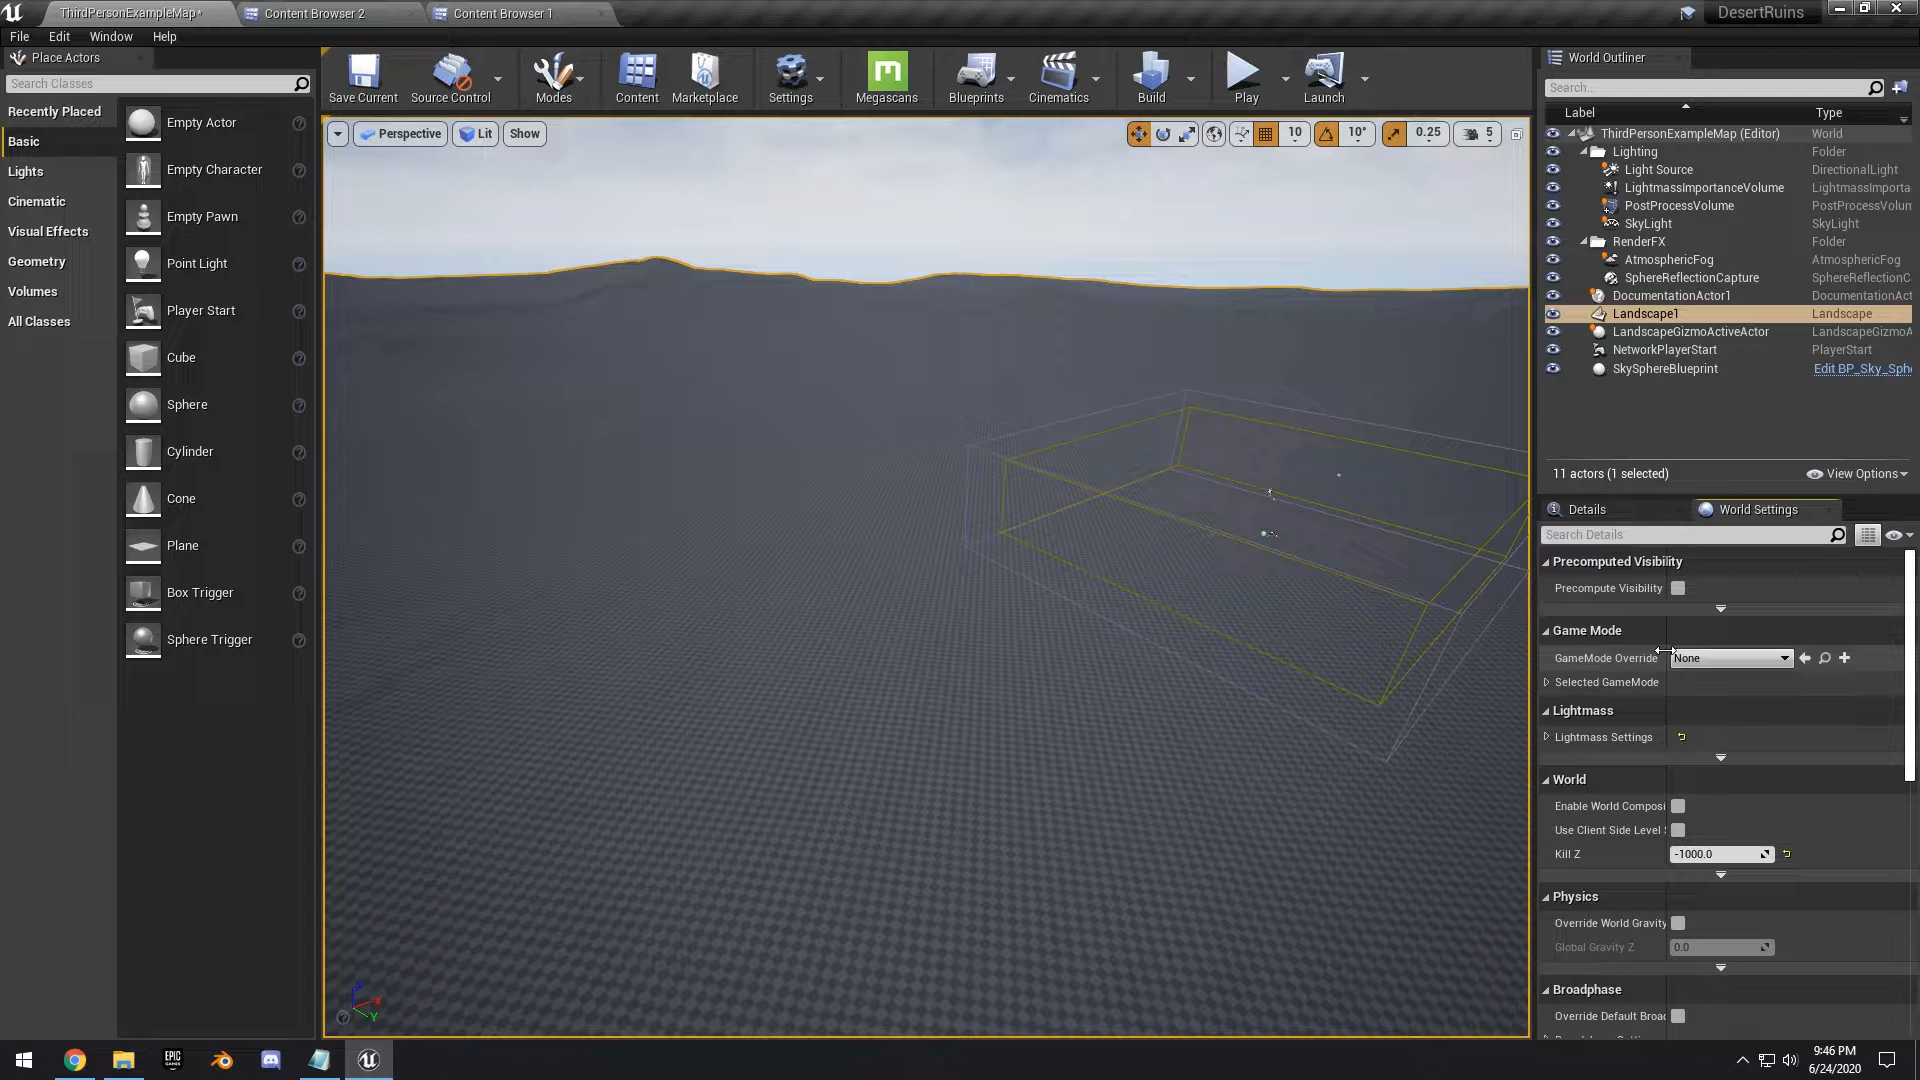 ThirdPersonExampleMap*
Content Browser 2
Content Browser 1
DesertRuins
File Edit Window Help
Place Actors
Search Classes
Recently Placed
Basic
Lights
Cinematic
Visual Effects
Geometry
Volumes
All Classes
Empty Actor
Empty Character
Empty Pawn
Point Light
Player Start
Cube
Sphere
Cylinder
Cone
Plane
Box Trigger
Sphere Trigger
Save Current
Source Control
Modes
Content
Marketplace
Settings
Megascans
Blueprints
Cinematics
Build
Play
Launch
Perspective Lit Show
10 10° 0.25 5
X
Y
World Outliner
Search...
Label Type
ThirdPersonExampleMap (Editor) World
Lighting Folder
Light Source DirectionalLight
LightmassImportanceVolume LightmassImporta
PostProcessVolume PostProcessVolum
SkyLight SkyLight
RenderFX Folder
AtmosphericFog AtmosphericFog
SphereReflectionCapture SphereReflectionC
DocumentationActor1 DocumentationAct
Landscape1 Landscape
LandscapeGizmoActiveActor LandscapeGizmoA
NetworkPlayerStart PlayerStart
SkySphereBlueprint Edit BP_Sky_Sph
11 actors (1 selected) View Options
Details World Settings
Search Details
Precomputed Visibility
Precompute Visibility
Game Mode
GameMode Override None
Selected GameMode
Lightmass
Lightmass Settings
World
Enable World Composi
Use Client Side Level
Kill Z -1000.0
Physics
Override World Gravity
Global Gravity Z 0.0
Broadphase
Override Default Broad
EPIC GAMES
9:46 PM
6/24/2020